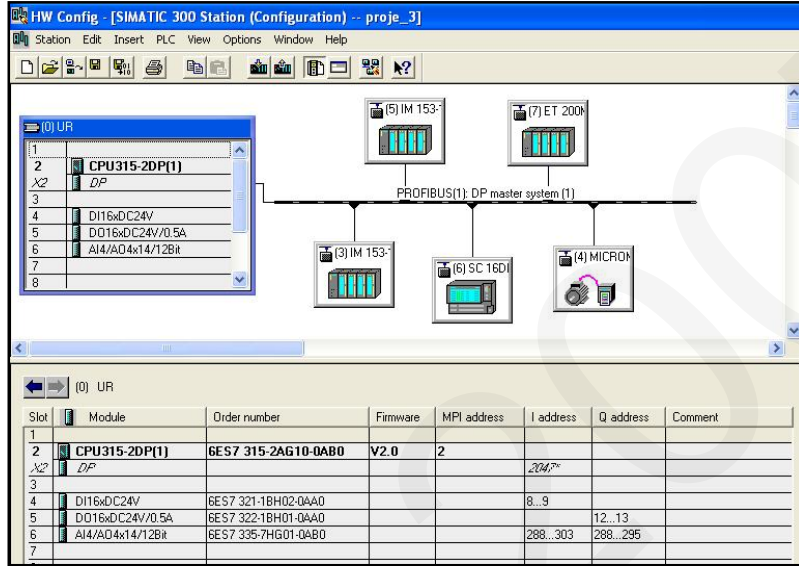 HW Config - [SIMATIC 300 Station (Configuration) -- proje_3]
Station Edit Insert PLC View Options Window Help
(0) UR
1
2 CPU315-2DP(1)
X2 DP
3
4 DI16xDC24V
5 DO16xDC24V/0.5A
6 AI4/AO4x14/12Bit
7
8
(5) IM 153-
(7) ET 200M
PROFIBUS(1): DP master system (1)
(3) IM 153-
(6) SC 16DI
(4) MICROM
(0) UR
Slot Module Order number Firmware MPI address I address Q address Comment
1
2 CPU315-2DP(1) 6ES7 315-2AG10-0AB0 V2.0 2
X2 DP 2047*
3
4 DI16xDC24V 6ES7 321-1BH02-0AA0 8...9
5 DO16xDC24V/0.5A 6ES7 322-1BH01-0AA0 12...13
6 AI4/AO4x14/12Bit 6ES7 335-7HG01-0AB0 288...303 288...295
7